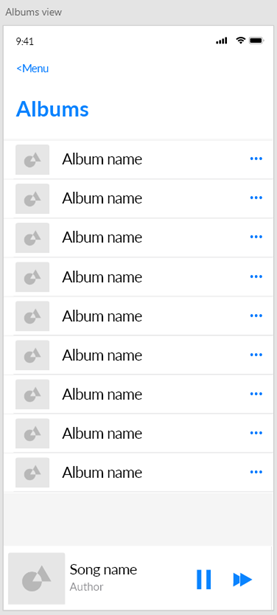 Albums view
9:41
<Menu
Albums
Album name
Album name
Album name
Album name
Album name
Album name
Album name
Album name
Album name
Song name
Author